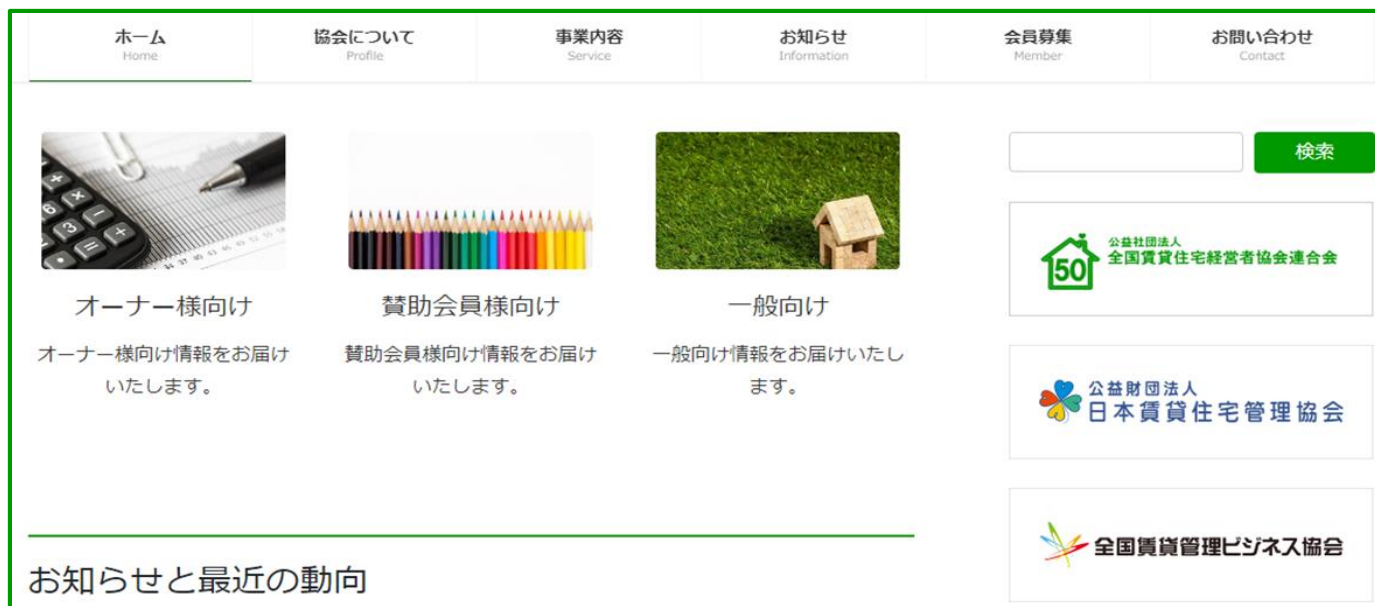 ホーム
Home
協会について
Profile
事業内容
Service
お知らせ
Information
会員募集
Member
お問い合わせ
Contact
オーナー様向け
オーナー様向け情報をお届け
いたします。
賛助会員様向け
賛助会員様向け情報をお届け
いたします。
一般向け
一般向け情報をお届けいたし
ます。
お知らせと最近の動向
検索
50
公益社団法人
全国賃貸住宅経営者協会連合会
公益財団法人
日本賃貸住宅管理協会
全国賃貸管理ビジネス協会